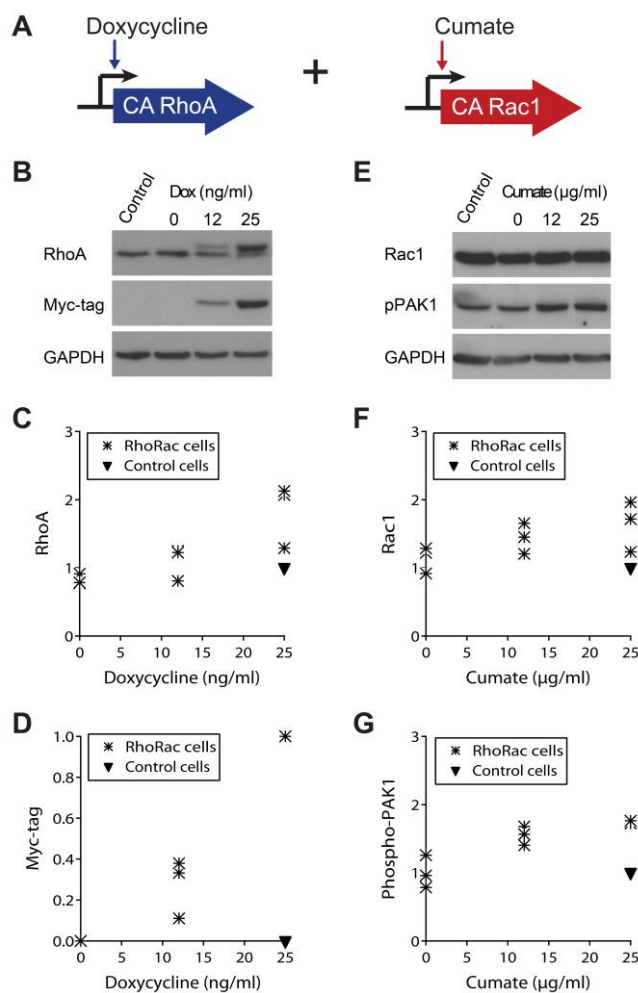 A
Doxycycline
Cumate
+
CA RhoA
CA Rac1
B
Control
Dox (ng/ml)
0 12 25
RhoA
Myc-tag
GAPDH
E
Control
Cumate (µg/ml)
0 12 25
Rac1
pPAK1
GAPDH
C
3
2
1
0
RhoA
RhoRac cells
Control cells
0 5 10 15 20 25
Doxycycline (ng/ml)
F
3
2
1
0
Rac1
RhoRac cells
Control cells
0 5 10 15 20 25
Cumate (µg/ml)
D
1.0
0.8
0.6
0.4
0.2
0.0
Myc-tag
RhoRac cells
Control cells
0 5 10 15 20 25
Doxycycline (ng/ml)
G
3
2
1
0
Phospho-PAK1
RhoRac cells
Control cells
0 5 10 15 20 25
Cumate (µg/ml)